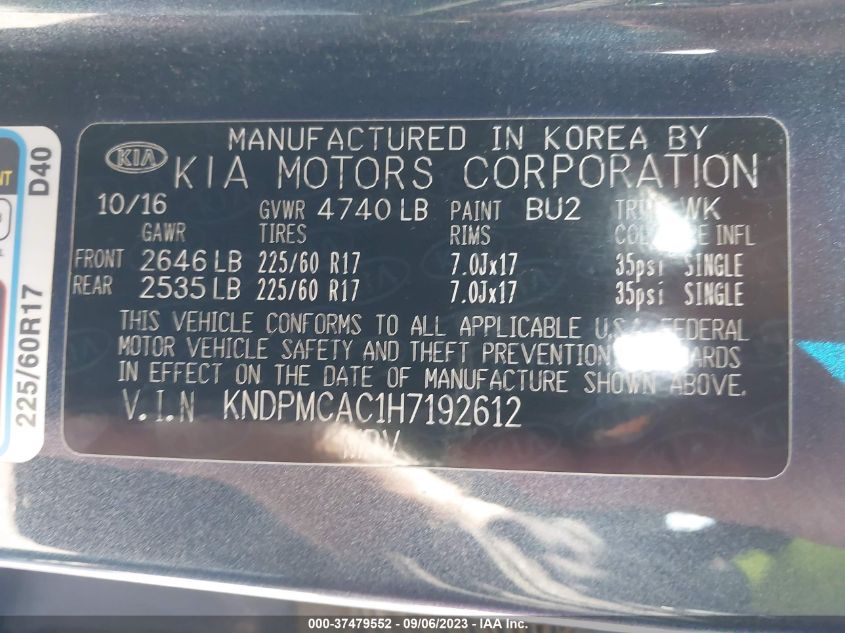 MANUFACTURED IN KOREA BY
KIA KIA MOTORS CORPORATION
10/16 GVWR 4740 LB PAINT BU2 WK
GAWR TIRES RIMS INFL
FRONT 2646 LB 225/60 R17 7.0Jx17 35psi SINGLE
REAR 2535 LB 225/60 R17 7.0Jx17 35psi SINGLE
THIS VEHICLE CONFORMS TO ALL APPLICABLE U.S. FEDERAL
MOTOR VEHICLE SAFETY AND THEFT PREVENTION
IN EFFECT ON THE DATE OF MANUFACTURE SHOWN ABOVE.
V.I.N KNDPMCAC1H7192612
MPV
D40
225/60R17
000-37479552 - 09/06/2023 - IAA Inc.